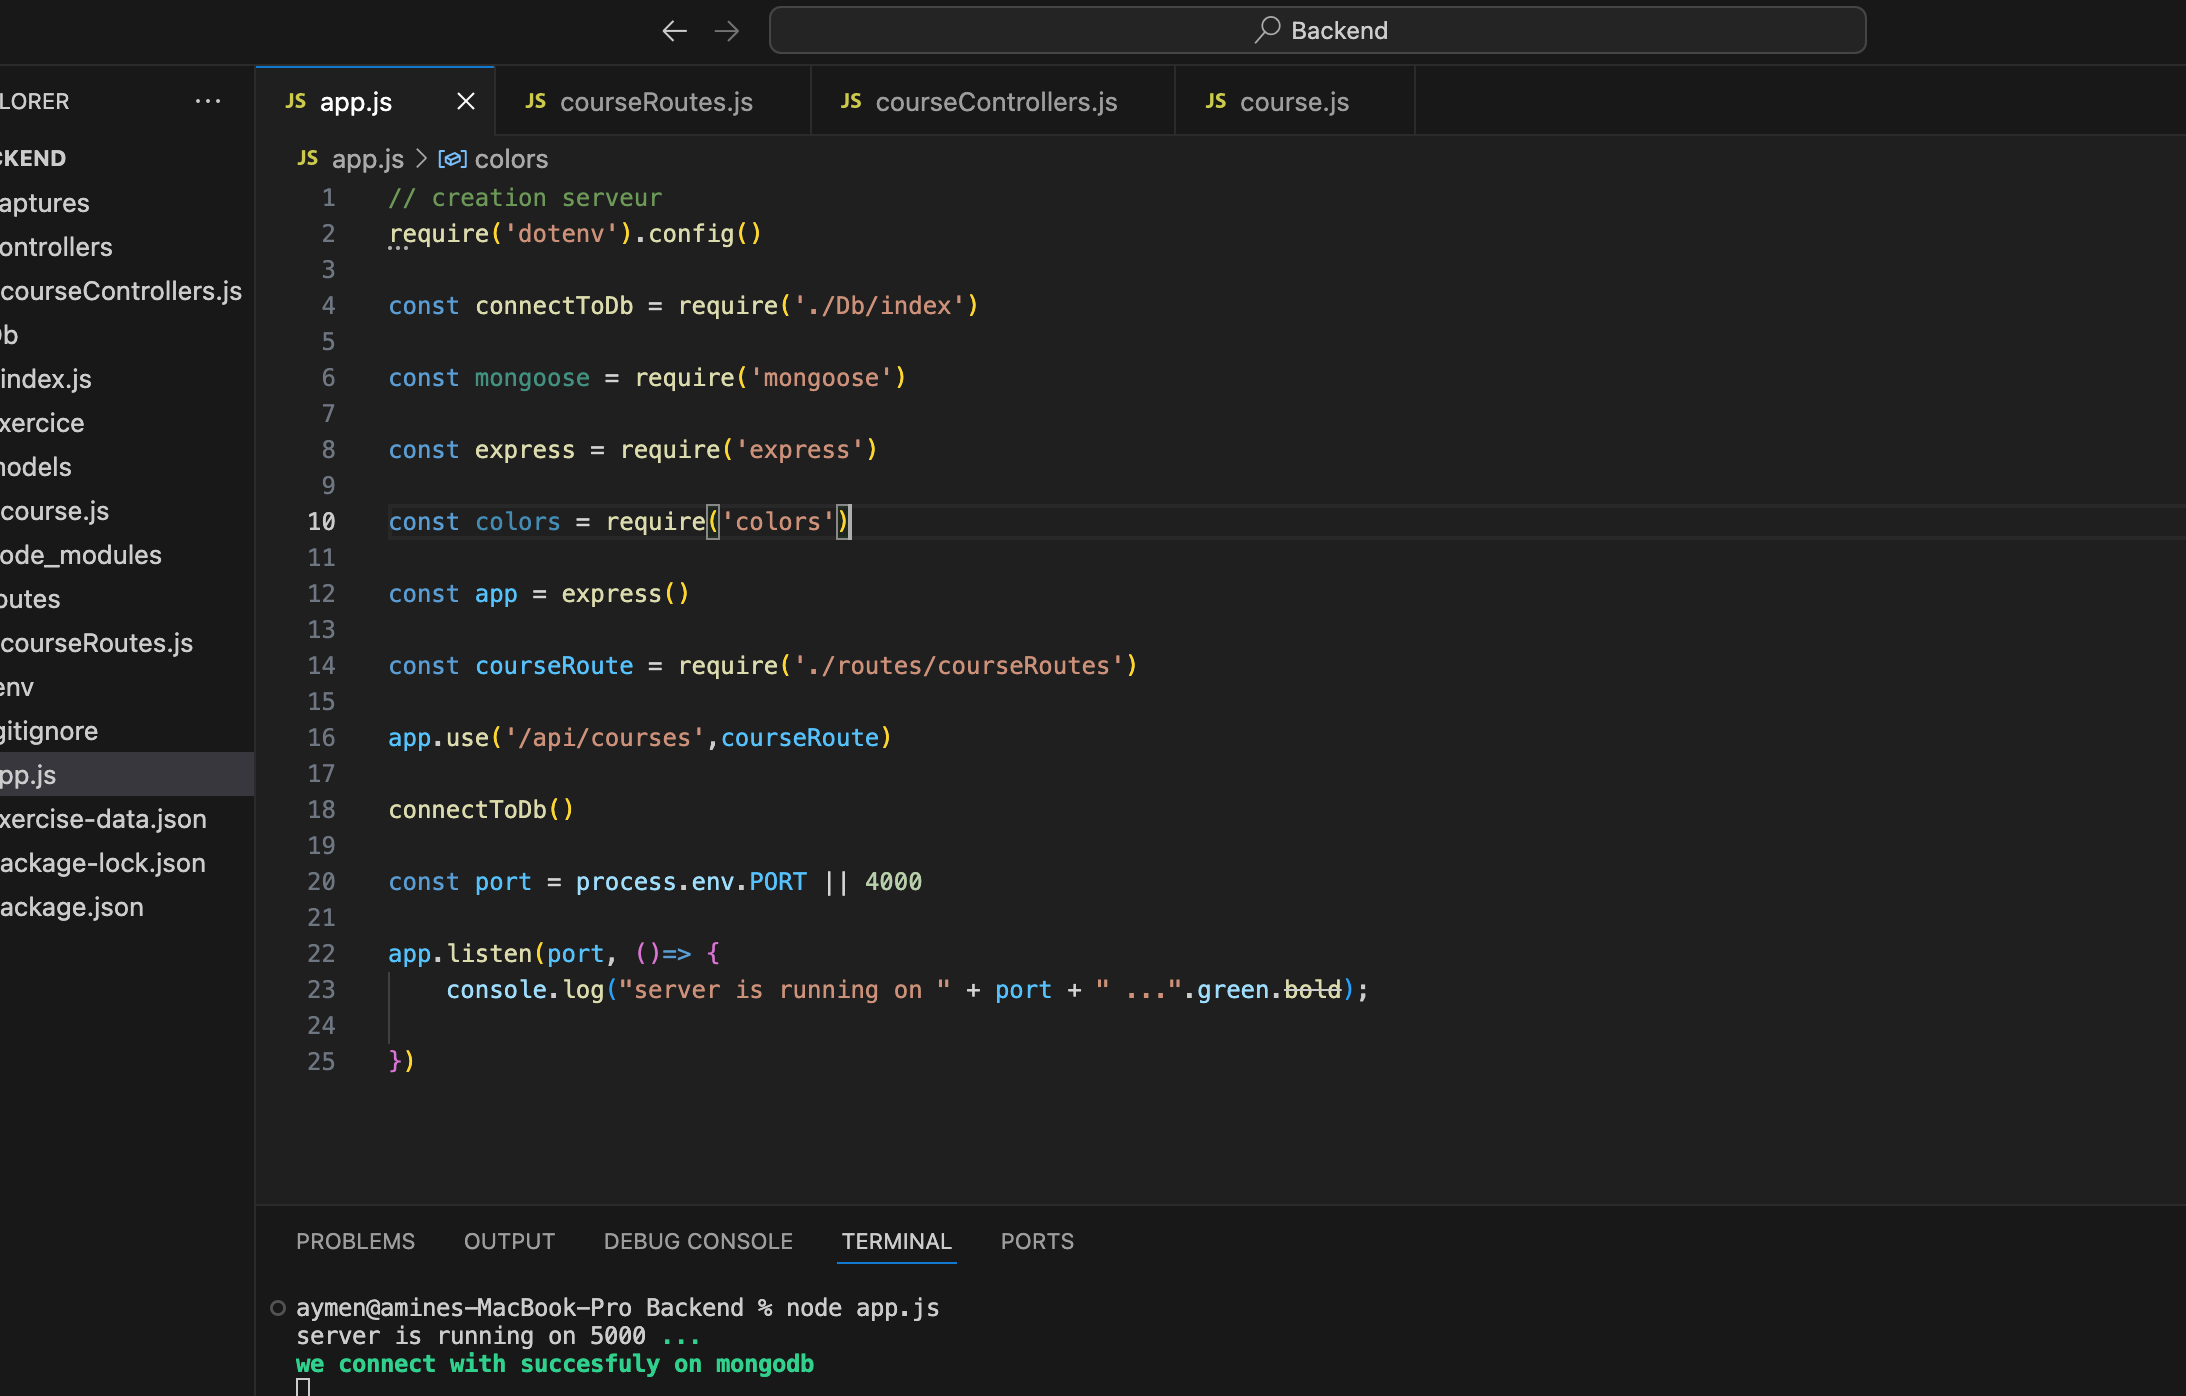 Backend
LORER ...
JS app.js
JS courseRoutes.js
JS courseControllers.js
JS course.js
CKEND
aptures
ontrollers
courseControllers.js
Db
index.js
xercice
models
course.js
ode_modules
outes
courseRoutes.js
env
gitignore
pp.js
xercise-data.json
ackage-lock.json
ackage.json
JS app.js > colors
1 // creation serveur
2 require('dotenv').config()
3
4 const connectToDb = require('./Db/index')
5
6 const mongoose = require('mongoose')
7
8 const express = require('express')
9
10 const colors = require('colors')
11
12 const app = express()
13
14 const courseRoute = require('./routes/courseRoutes')
15
16 app.use('/api/courses',courseRoute)
17
18 connectToDb()
19
20 const port = process.env.PORT || 4000
21
22 app.listen(port, ()=> {
23 console.log("server is running on " + port + " ...".green.bold);
24
25 })
PROBLEMS OUTPUT DEBUG CONSOLE TERMINAL PORTS
aymen@amines-MacBook-Pro Backend % node app.js
server is running on 5000 ...
we connect with succesfuly on mongodb